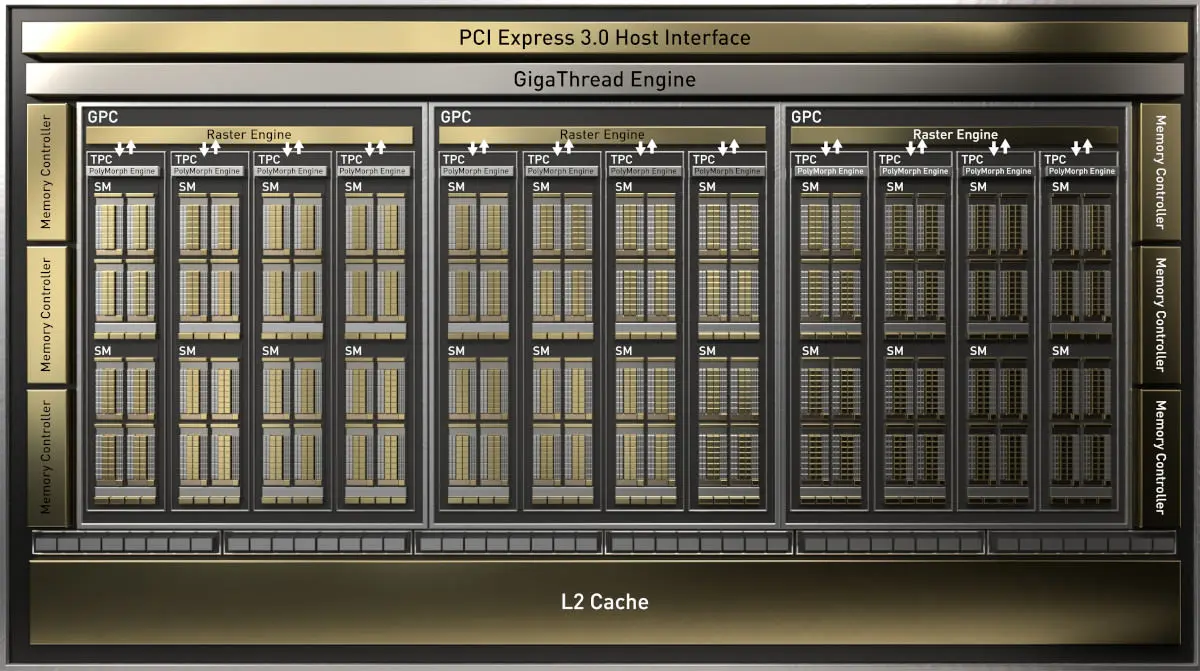 PCI Express 3.0 Host Interface
GigaThread Engine
Memory Controller
Memory Controller
Memory Controller
GPC
Raster Engine
TPC TPC TPC TPC
PolyMorph Engine PolyMorph Engine PolyMorph Engine PolyMorph Engine
SM SM SM SM
SM SM SM SM
GPC
Raster Engine
TPC TPC TPC TPC
PolyMorph Engine PolyMorph Engine PolyMorph Engine PolyMorph Engine
SM SM SM SM
SM SM SM SM
GPC
Raster Engine
TPC TPC TPC TPC
PolyMorph Engine PolyMorph Engine PolyMorph Engine PolyMorph Engine
SM SM SM SM
SM SM SM SM
Memory Controller
Memory Controller
Memory Controller
L2 Cache